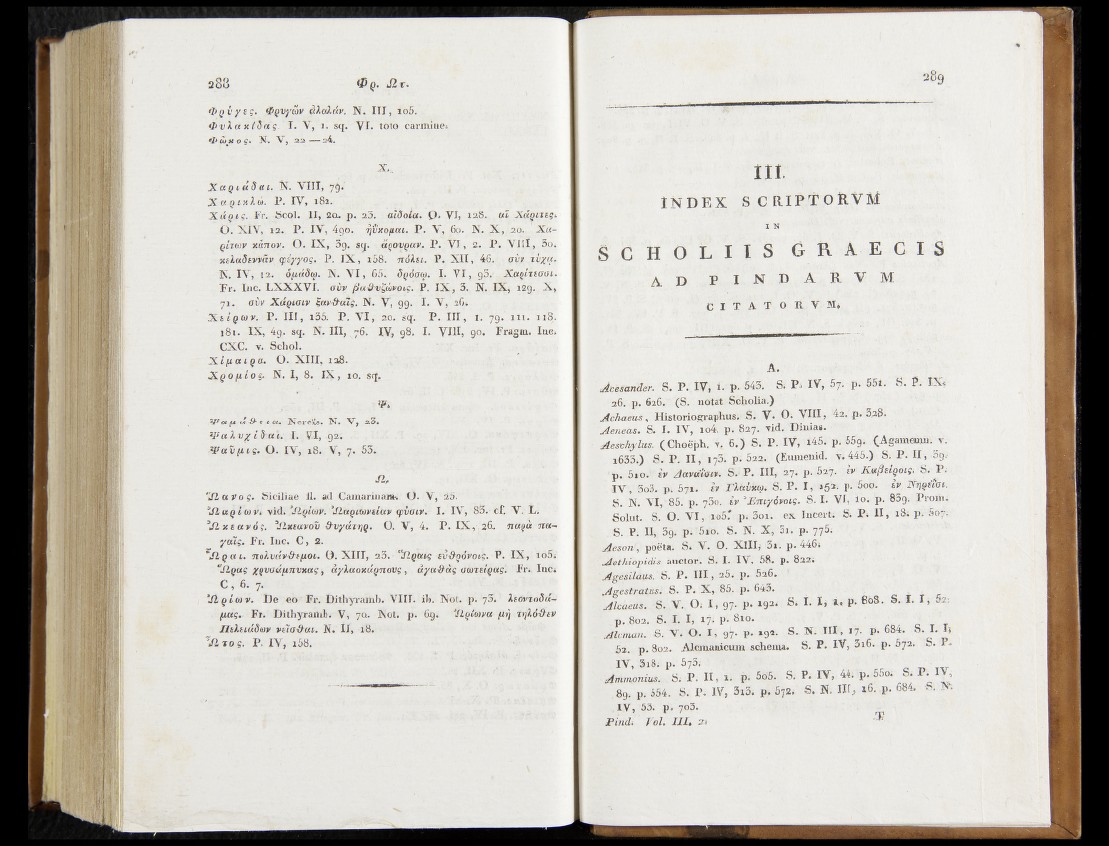 288 Φρ. Ωτ.
Φρύγες. Φρυγῶν ἀλαλάν. N. III, 105.
Φυλακίδας I. V, 1. sq. VI. toto carmine.
Φῶκος. N. V, 22 — 24.
X.
Χαριάδαι. N. VIII, 79.
Χαρικλώ. P. IV, 182.
Χάρις. Fr. Scol. II, 20. p. 25. αἰδοία. O. VI, 128. αἱ Χάριτες.
O. XIV, 12. P. IV, 490. ἠΰκομαι. P. V, 60. N. X, 20. Χα-
ρίτων κᾶπον. O. IX, 39. sq. ἄρουραν. P. VI, 2. P. VIII, 30.
κελαδεννᾶν φέγγος. P. IX, 158. πόλει. P. XII, 46. σὺν τύχᾳ.
N. IV, 12. ὁμάδῳ. N. VI, 65. δρόσῳ. I. VI, 93. Χαρίτεσσι.
Fr. Inc. LXXXVI. σὺν βαθυζώνοις. P. IX, 3. N. IX, 129. X,
71. σὺν Χάρισιν ξανθαῖς. N. V, 99. I. V, 26.
Χείρων. P. III, 135. P. VI, 20. sq. P. III, 1. 79. 111. 118.
181. IX, 49. sq. N. III, 76. IV, 98. I. VIII, 90. Fragm. Inc.
CXC. v. Schol.
Χίμαιρα. O. XIII, 128.
Χρομίος. N. I, 8. IX, 10. sq.
Ψ.
Ψαμάθεια. Nereis. N. V, 23.
Ψαλυχίδαι. I. VI, 92.
Ψαῦμις. O. IV, 18. V, 7. 53.
Ω.
Ὤανος. Siciliae fl. ad Camarinam. O. V, 25.
Ὠαρίων. vid. Ὠρίων. Ὠαριωνείαν φύσιν. I. IV, 83. cf. V. L.
Ὠκεανός. Ὠκεανοῦ θυγάτηρ. O. V, 4. P. IX, 26. παρὰ πα-
γαῖς. Fr. Inc. C, 2.
Ὧραι. πολυάνθεμοι. O. XIII, 23. Ὥραις εὐθρόνοις. P. IX, 105.
Ὥρας χρυσάμπυκας, ἀγλαοκάρπους, ἀγαθὰς σωτείρας. Fr. Inc.
C, 6. 7.
Ὠρίων. De eo Fr. Dithyramb. VIII. ib. Not. p. 73. λεοντοδά-
μας. Fr. Dithyramb. V, 70. Not. p. 69. Ὠρίωνα μὴ τηλόθεν
Πελειάδων νεῖσθαι. N. II, 18.
Ὦτος. P. IV, 158.
289
III.
INDEX SCRIPTORVM
IN
SCHOLIIS GRAECIS
AD PINDARVM
CITATORVM.
A.
Acesander. S. P. IV, 1. p. 543. S. P. IV, 57. p. 551. S. P. IX,
26. p. 626. (S. notat Scholia.)
Achaeus, Historiographus. S. V. O. VIII, 42. p. 328.
Aeneas. S. I. IV, 104. p. 827. vid. Dinias.
Aeschylus. (Choëph. v. 6.) S. P. IV, 145. p. 559. (Agamemn. v.
1633.) S. P. II, 173. p. 522. (Eumenid. v. 445.) S. P. II, 39.
p. 510. ἐν Δαναΐσιν. S. P. III, 27. p. 527. ἐν Καβείροις. S. P.
IV, 303. p. 571. ἐν Γλαύκῳ. S. P. I, 152. p. 500. ἐν Νηρεΐσι.
S. N. VI, 85. p. 730. ἐν Ἐπιγόνοις. S. I. VI, 10. p. 839. Prom.
Solut. S. O. VI, 105. p. 301. ex Incert. S. P. II, 18. p. 507.
S. P. II, 39. p. 510. S. N. X, 31. p. 775.
Aeson, poëta. S. V. O. XIII, 31. p. 446.
Aethiopidis auctor. S. I. IV, 58. p. 822.
Agesilaus. S. P. III, 25. p. 526.
Agestratus. S. P. X, 85. p. 643.
Alcaeus. S. V. O. I, 97. p. 192. S. I. I, 1. p. 808. S. I. I, 52.
p. 802. S. I. I, 17. p. 810.
Alcman. S. V. O. I, 97. p. 192. S. N. III, 17. p. 684. S. I. I,
52. p. 802. Alcmanicum schema. S. P. IV, 316. p. 572. S. P.
IV, 318. p. 573.
Ammonius. S. P. II, 1. p. 505. S. P. IV, 44. p. 550. S. P. IV,
89. p. 554. S. P. IV, 313. p. 572. S. N. III, 16. p. 684. S. N.
IV, 53. p. 703.
Pind. Vol. III. 2. T